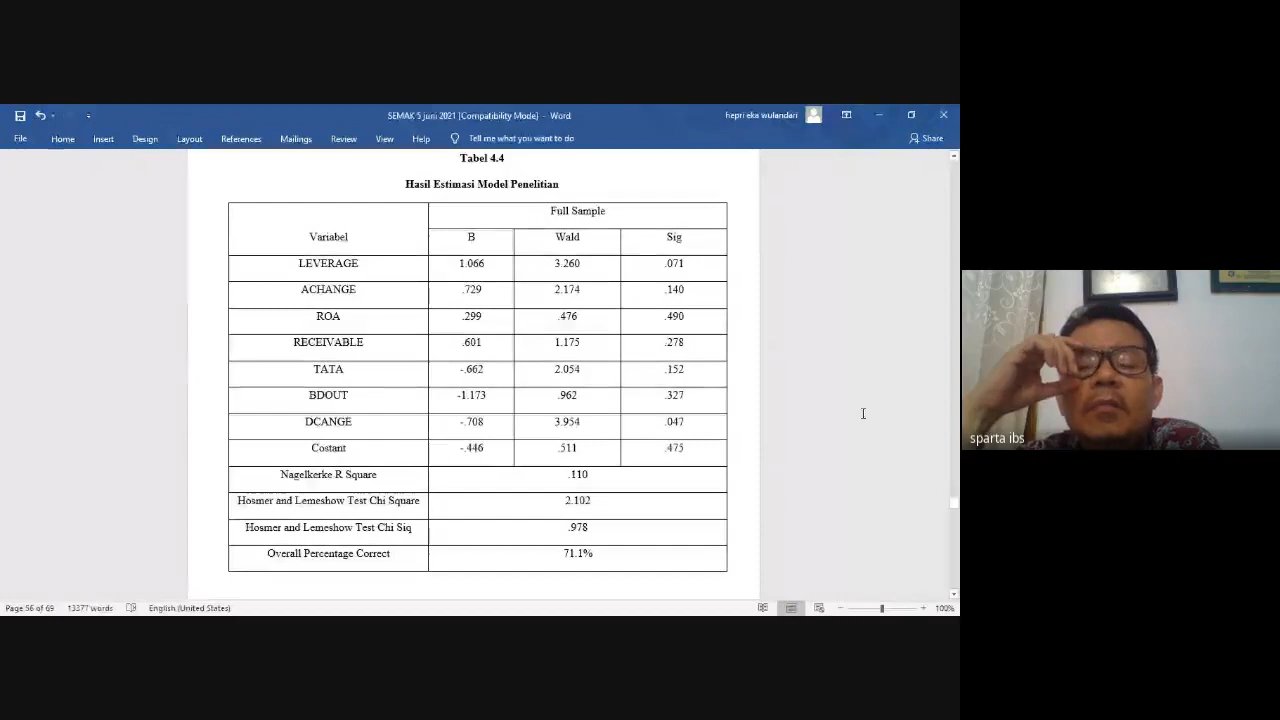 SEMAK 5 juni 2021 [Compatibility Mode] - Word
hepri eka wulandari
File Home Insert Design Layout References Mailings Review View Help Tell me what you want to do Share
Tabel 4.4
Hasil Estimasi Model Penelitian
Full Sample
Variabel B Wald Sig
LEVERAGE 1.066 3.260 .071
ACHANGE .729 2.174 .140
ROA .299 .476 .490
RECEIVABLE .601 1.175 .278
TATA -.662 2.054 .152
BDOUT -1.173 .962 .327
DCANGE -.708 3.954 .047
Costant -.446 .511 .475
Nagelkerke R Square .110
Hosmer and Lemeshow Test Chi Square 2.102
Hosmer and Lemeshow Test Chi Siq .978
Overall Percentage Correct 71.1%
sparta ibs
Page 56 of 69 13377 words English (United States) 100%